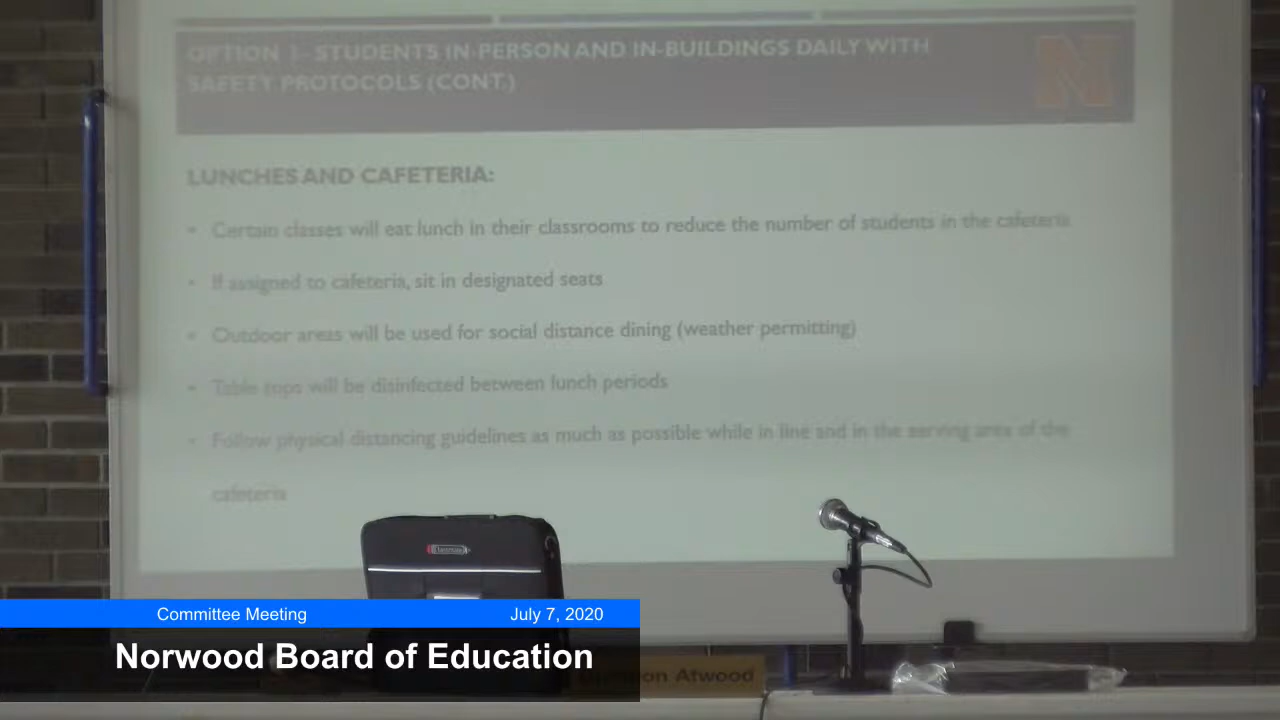 OPTION 1- STUDENTS IN-PERSON AND IN-BUILDINGS DAILY WITH
SAFETY PROTOCOLS (CONT.)
N
LUNCHES AND CAFETERIA:
• Certain classes will eat lunch in their classrooms to reduce the number of students in the cafeteria
• If assigned to cafeteria, sit in designated seats
• Outdoor areas will be used for social distance dining (weather permitting)
• Table tops will be disinfected between lunch periods
• Follow physical distancing guidelines as much as possible while in line and in the serving area of the
cafeteria
Committee Meeting July 7, 2020
Norwood Board of Education
Atwood